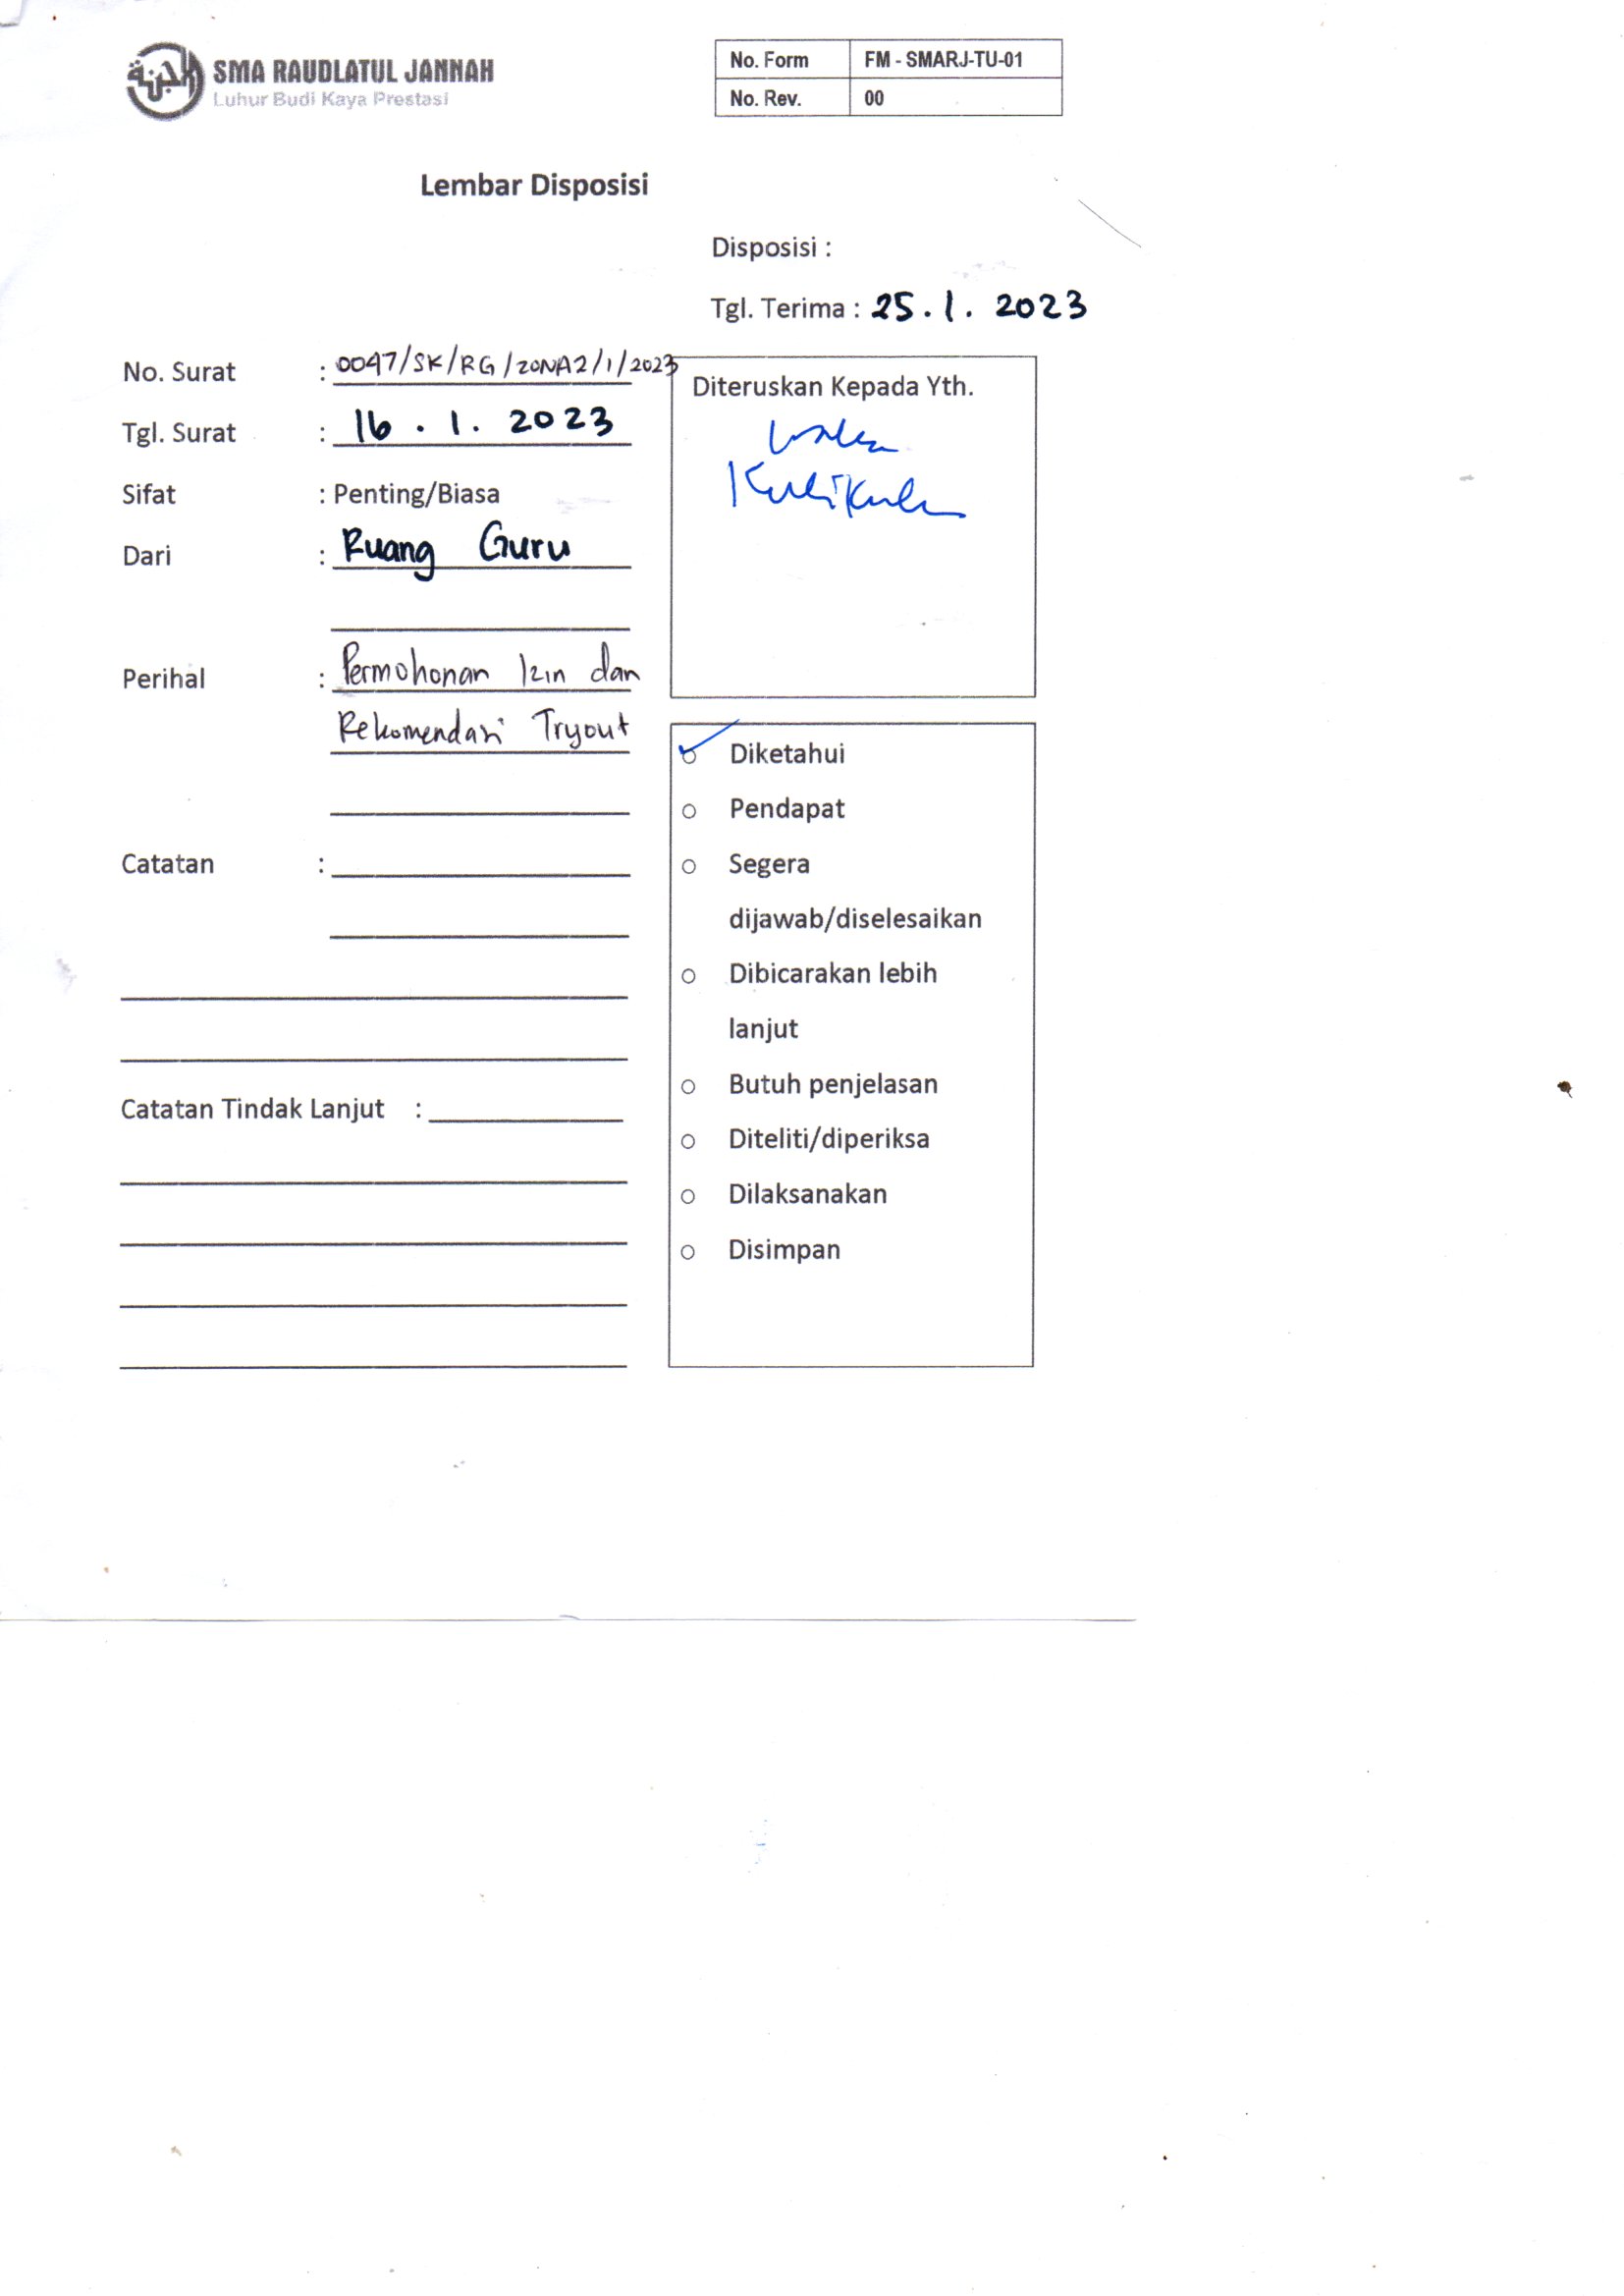 SMA RAUDLATUL JANNAH
Luhur Budi Kaya Prestasi
No. Form FM - SMARJ-TU-01
No. Rev. 00
Lembar Disposisi
Disposisi :
Tgl. Terima : 25.1.2023
No. Surat : 0047/SK/RG/ZONA2/1/2023
Tgl. Surat : 16.1.2023
Sifat : Penting/Biasa
Dari : Ruang Guru
Perihal : Permohonan Izin dan
Rekomendasi Tryout
Catatan :
Catatan Tindak Lanjut :
Diteruskan Kepada Yth.
Diketahui
Pendapat
Segera
dijawab/diselesaikan
Dibicarakan lebih
lanjut
Butuh penjelasan
Diteliti/diperiksa
Dilaksanakan
Disimpan